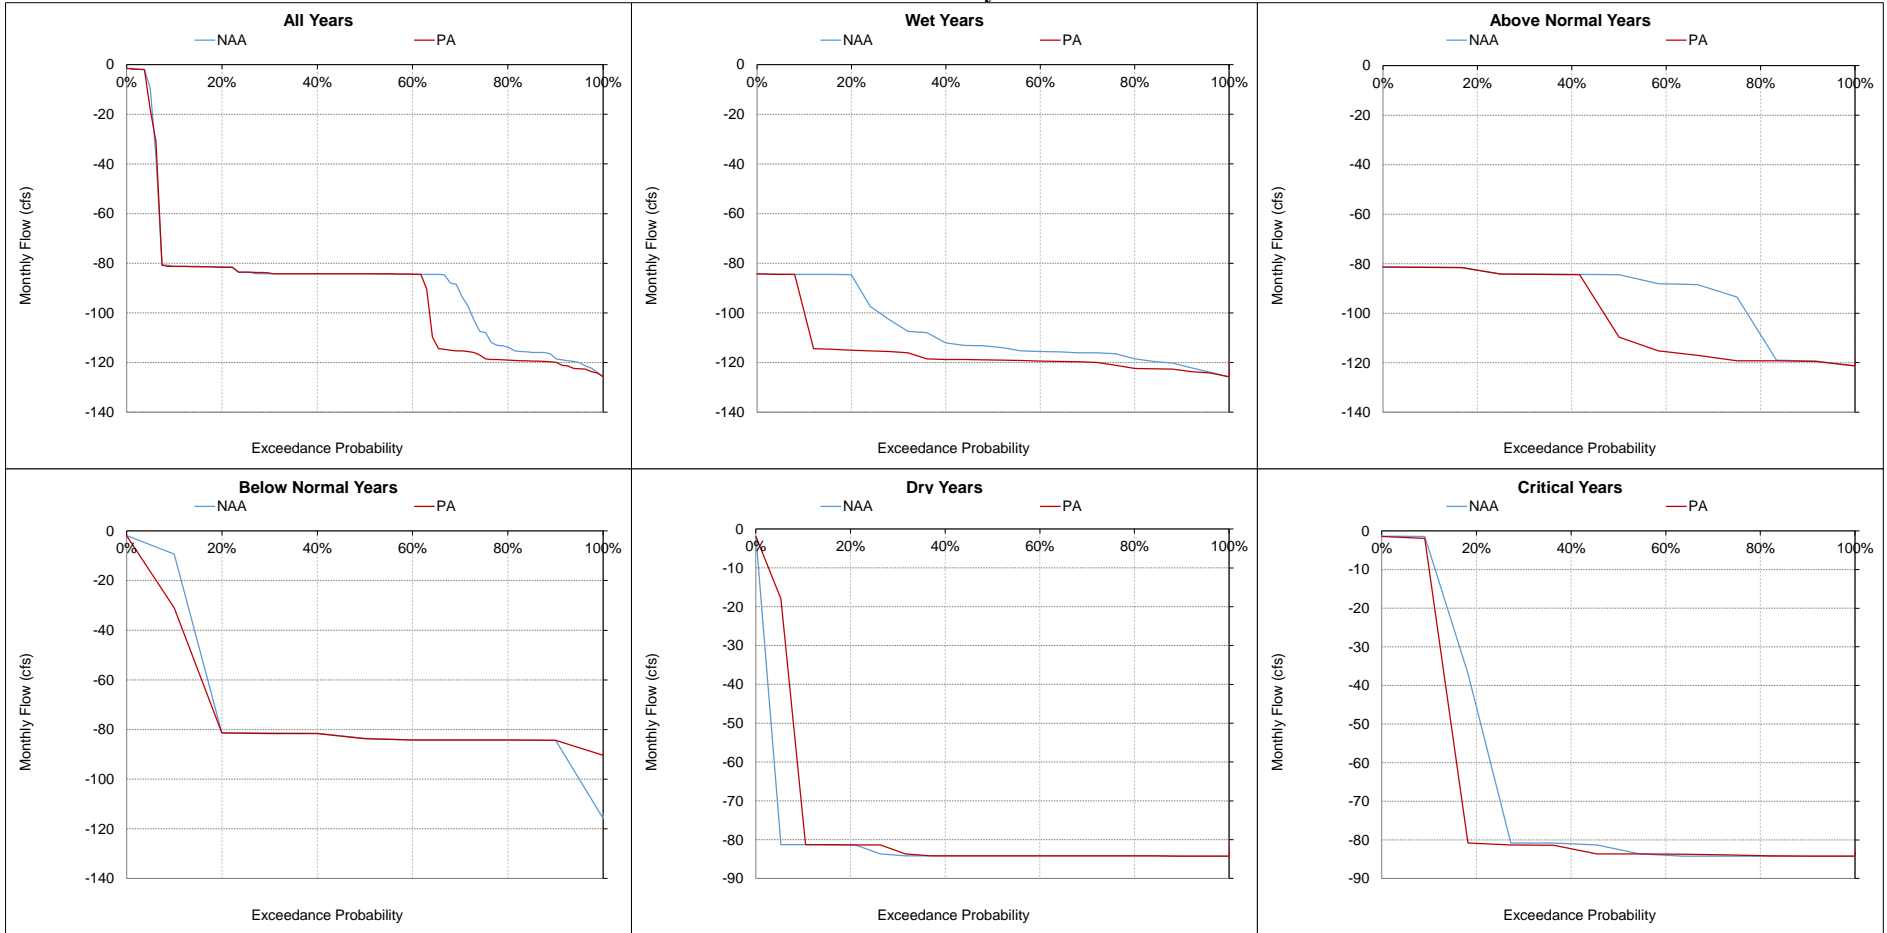 All Years
NAA PA
0
-20
-40
-60
-80
-100
-120
-140
0% 20% 40% 60% 80% 100%
Monthly Flow (cfs)
Exceedance Probability
Wet Years
NAA PA
0
-20
-40
-60
-80
-100
-120
-140
0% 20% 40% 60% 80% 100%
Monthly Flow (cfs)
Exceedance Probability
Above Normal Years
NAA PA
0
-20
-40
-60
-80
-100
-120
-140
0% 20% 40% 60% 80% 100%
Monthly Flow (cfs)
Exceedance Probability
Below Normal Years
NAA PA
0
-20
-40
-60
-80
-100
-120
-140
0% 20% 40% 60% 80% 100%
Monthly Flow (cfs)
Exceedance Probability
Dry Years
NAA PA
0
-10
-20
-30
-40
-50
-60
-70
-80
-90
0% 20% 40% 60% 80% 100%
Monthly Flow (cfs)
Exceedance Probability
Critical Years
NAA PA
0
-10
-20
-30
-40
-50
-60
-70
-80
-90
0% 20% 40% 60% 80% 100%
Monthly Flow (cfs)
Exceedance Probability